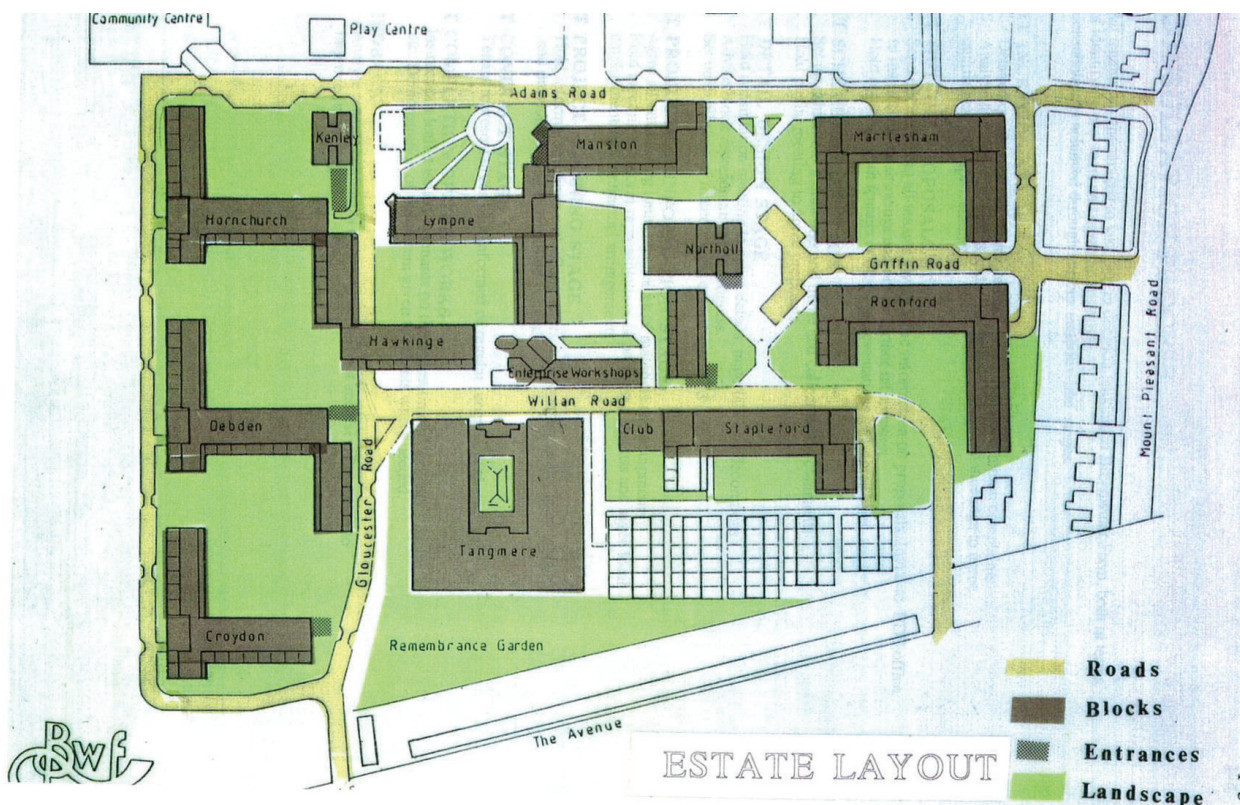 Community Centre
Play Centre
Adams Road
Kenley
Manston
Martlesham
Hornchurch
Lympne
Northolt
Griffin Road
Rochford
Hawkinge
Enterprise Workshops
Willan Road
Mount Pleasant Road
Debden
Club
Stapleford
Gloucester Road
Tangmere
Croydon
Remembrance Garden
The Avenue
Roads
Blocks
Entrances
Landscape
ESTATE LAYOUT
Bwf